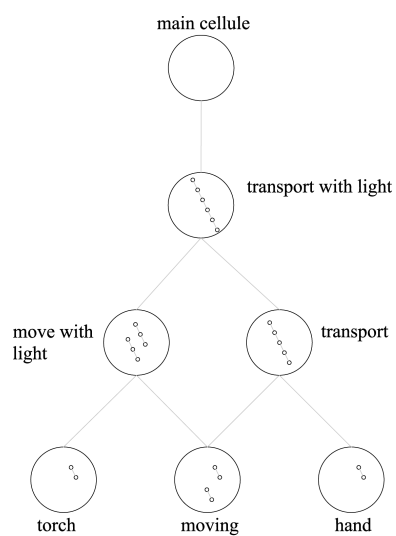 main cellule
transport with light
move with
light
transport
torch
moving
hand